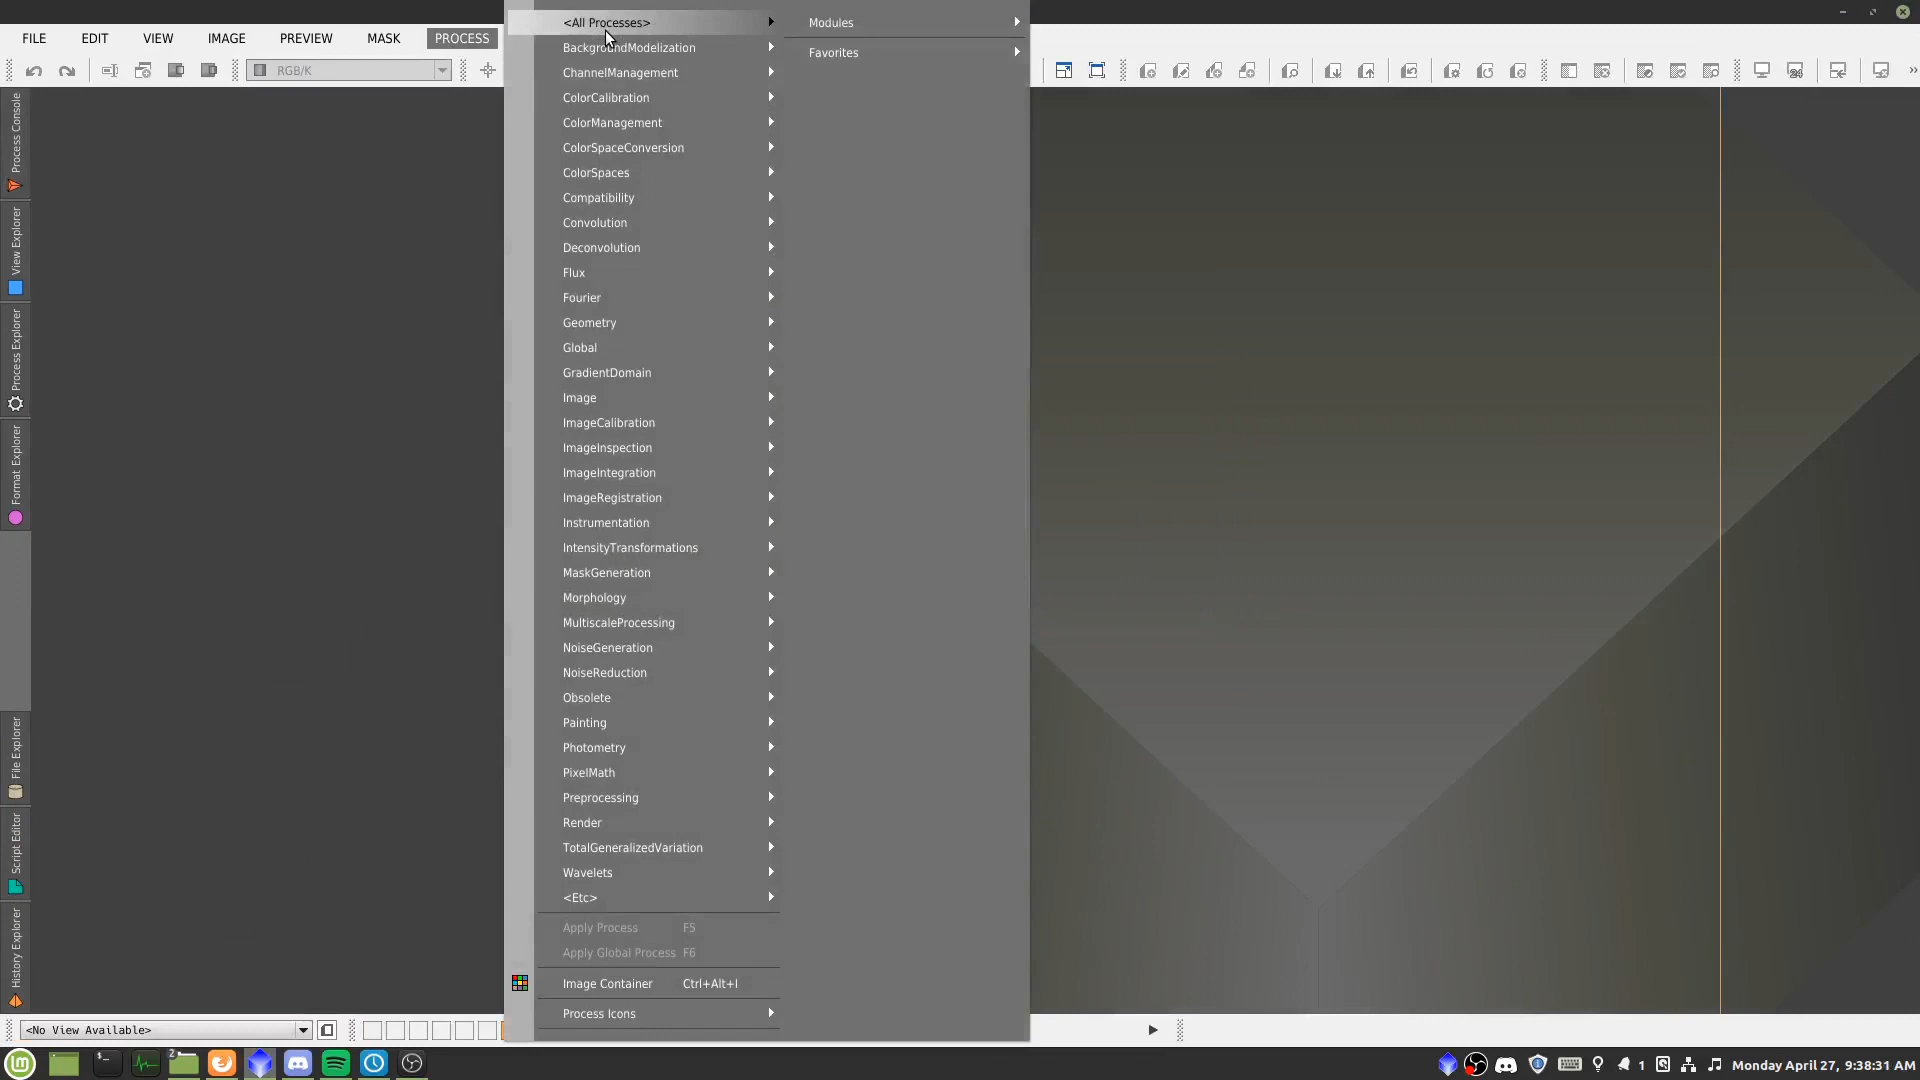 FILE EDIT VIEW IMAGE PREVIEW MASK PROCESS
RGB/K
24
»
Process Console
View Explorer
Process Explorer
Format Explorer
File Explorer
Script Editor
History Explorer
<All Processes>
BackgroundModelization
ChannelManagement
ColorCalibration
ColorManagement
ColorSpaceConversion
ColorSpaces
Compatibility
Convolution
Deconvolution
Flux
Fourier
Geometry
Global
GradientDomain
Image
ImageCalibration
ImageInspection
ImageIntegration
ImageRegistration
Instrumentation
IntensityTransformations
MaskGeneration
Morphology
MultiscaleProcessing
NoiseGeneration
NoiseReduction
Obsolete
Painting
Photometry
PixelMath
Preprocessing
Render
TotalGeneralizedVariation
Wavelets
<Etc>
Apply Process F5
Apply Global Process F6
Image Container Ctrl+Alt+I
Process Icons
Modules
Favorites
<No View Available>
2
1
Monday April 27, 9:38:31 AM